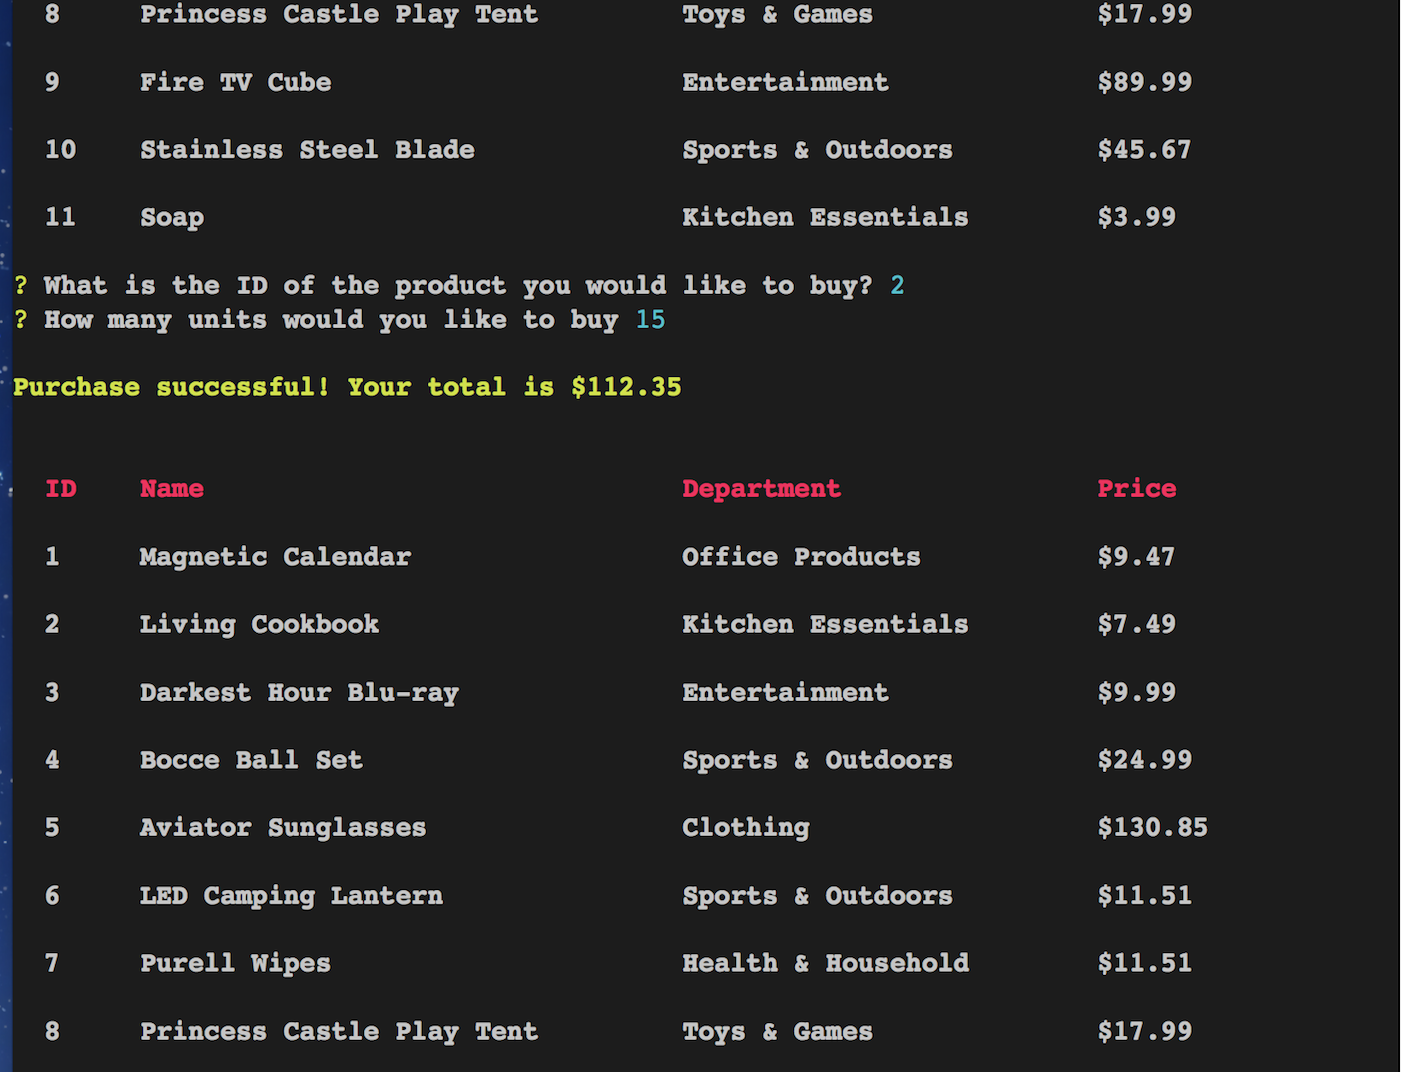 8 Princess Castle Play Tent Toys & Games $17.99
9 Fire TV Cube Entertainment $89.99
10 Stainless Steel Blade Sports & Outdoors $45.67
11 Soap Kitchen Essentials $3.99
? What is the ID of the product you would like to buy? 2
? How many units would you like to buy 15
Purchase successful! Your total is $112.35
ID Name Department Price
1 Magnetic Calendar Office Products $9.47
2 Living Cookbook Kitchen Essentials $7.49
3 Darkest Hour Blu-ray Entertainment $9.99
4 Bocce Ball Set Sports & Outdoors $24.99
5 Aviator Sunglasses Clothing $130.85
6 LED Camping Lantern Sports & Outdoors $11.51
7 Purell Wipes Health & Household $11.51
8 Princess Castle Play Tent Toys & Games $17.99